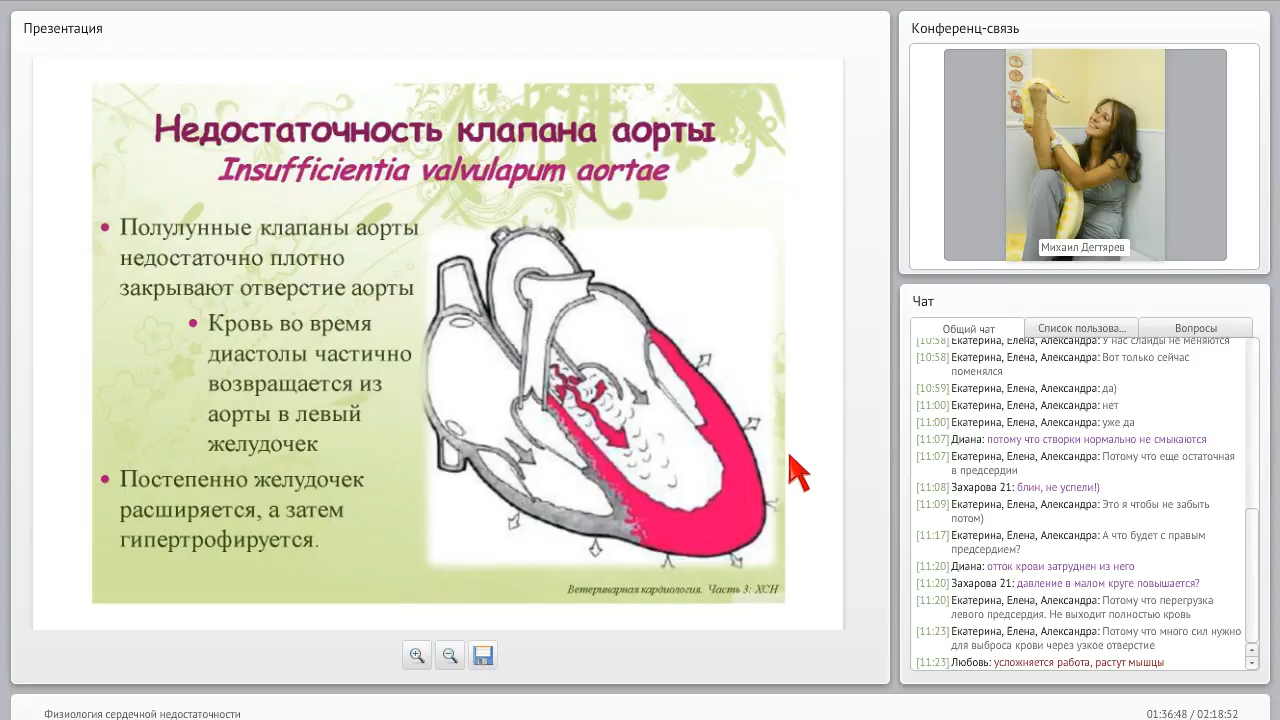 Презентация
Недостаточность клапана аорты
Insufficientia valvulapum aortae
Полулунные клапаны аорты
недостаточно плотно
закрывают отверстие аорты
Кровь во время
диастолы частично
возвращается из
аорты в левый
желудочек
Постепенно желудочек
расширяется, а затем
гипертрофируется.
Ветеринарная кардиология. Часть 3: ХСН
Конференц-связь
Михаил Дегтярев
Чат
Общий чат
Список пользова...
Вопросы
[10:58] Екатерина, Елена, Александра: У нас слайды не меняются
[10:58] Екатерина, Елена, Александра: Вот только сейчас
поменялся
[10:59] Екатерина, Елена, Александра: да)
[11:00] Екатерина, Елена, Александра: нет
[11:00] Екатерина, Елена, Александра: уже да
[11:07] Диана: потому что створки нормально не смыкаются
[11:07] Екатерина, Елена, Александра: Потому что еще остаточная
в предсердии
[11:08] Захарова 21: блин, не успели!)
[11:09] Екатерина, Елена, Александра: Это я чтобы не забыть
потом)
[11:17] Екатерина, Елена, Александра: А что будет с правым
предсердием?
[11:20] Диана: отток крови затруднен из него
[11:20] Захарова 21: давление в малом круге повышается?
[11:20] Екатерина, Елена, Александра: Потому что перегрузка
левого предсердия. Не выходит полностью кровь
[11:23] Екатерина, Елена, Александра: Потому что много сил нужно
для выброса крови через узкое отверстие
[11:23] Любовь: усложняется работа, растут мышцы
Физиология сердечной недостаточности
01:36:48 / 02:18:52